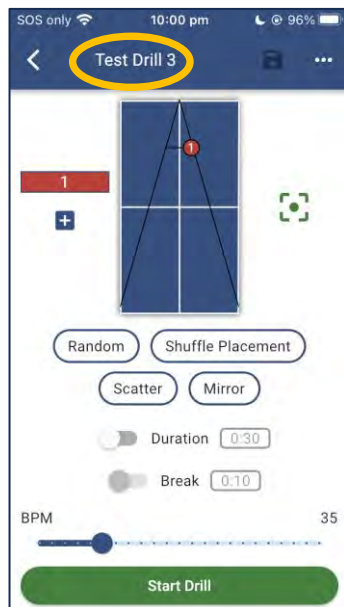 SOS only 10:00 pm 96%
Test Drill 3
1
1
Random Shuffle Placement
Scatter Mirror
Duration 0:30
Break 0:10
BPM 35
Start Drill